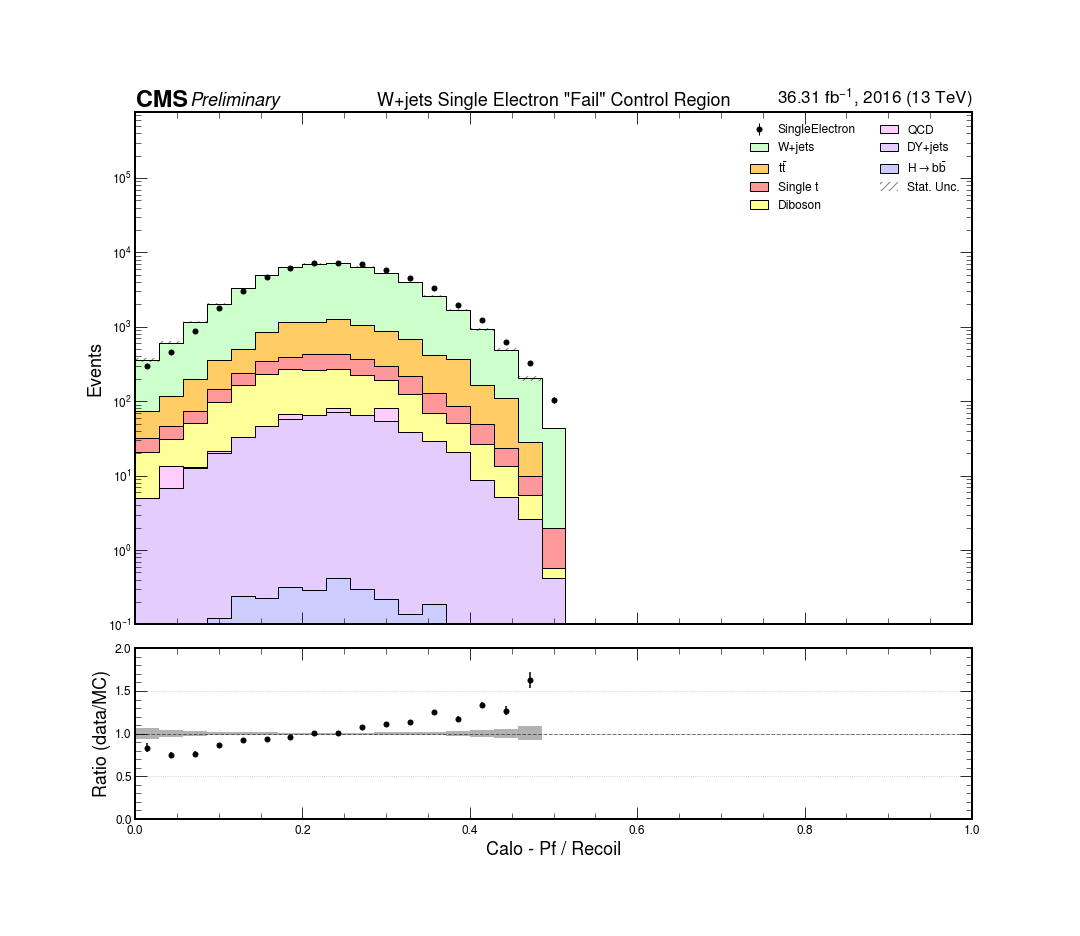 CMS Preliminary W+jets Single Electron "Fail" Control Region 36.31 fb⁻¹, 2016 (13 TeV)
SingleElectron
W+jets
tt̄
Single t
Diboson
QCD
DY+jets
H→bb̄
Stat. Unc.
Events
10⁵
10⁴
10³
10²
10¹
10⁰
10⁻¹
Ratio (data/MC)
2.0
1.5
1.0
0.5
0.0
0.0 0.2 0.4 0.6 0.8 1.0
Calo - Pf / Recoil